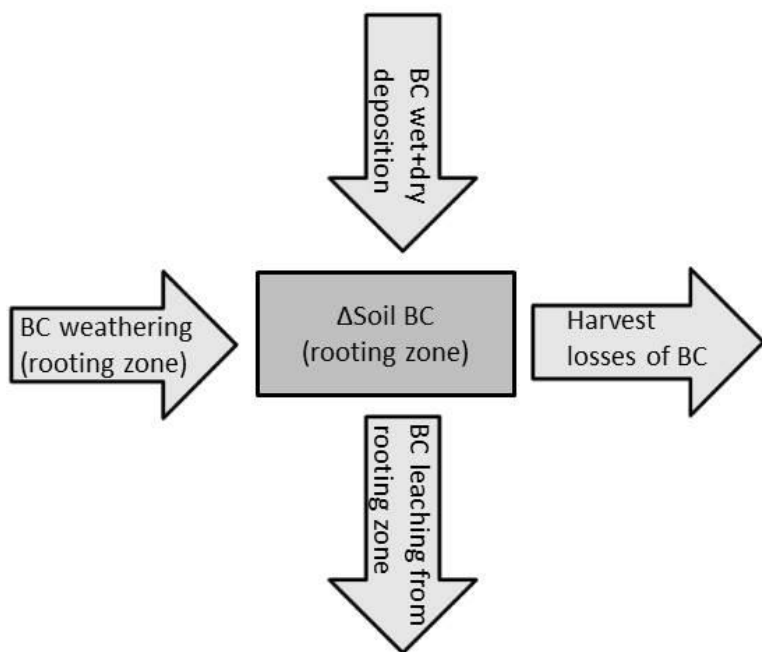 BC wet+dry
deposition
BC weathering
(rooting zone)
ΔSoil BC
(rooting zone)
Harvest
losses of BC
BC leaching from
rooting zone